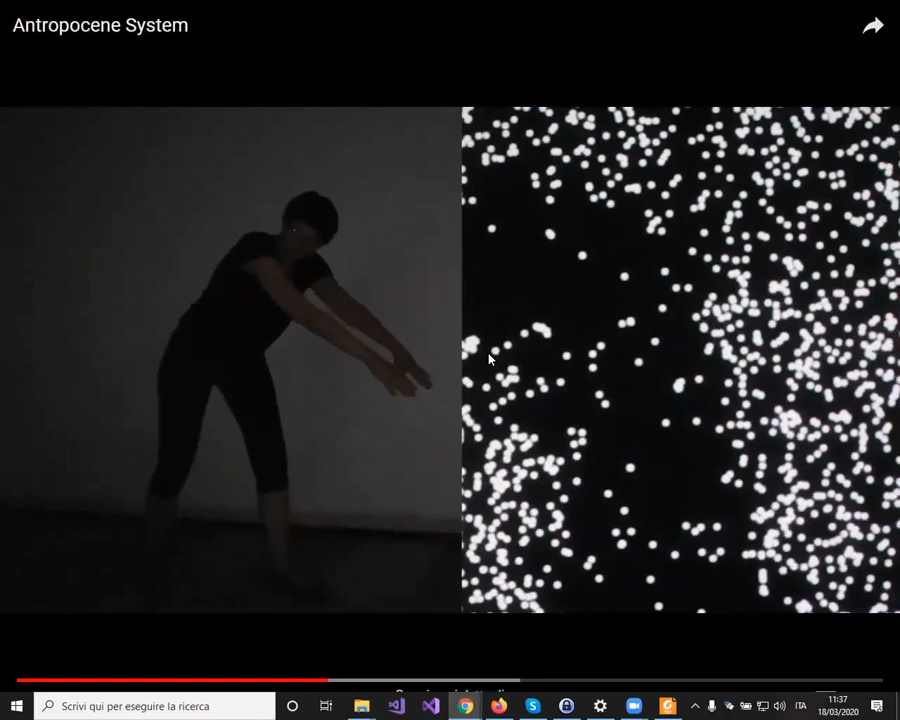 Antropocene System
Scrivi qui per eseguire la ricerca
ITA
11:37
18/03/2020